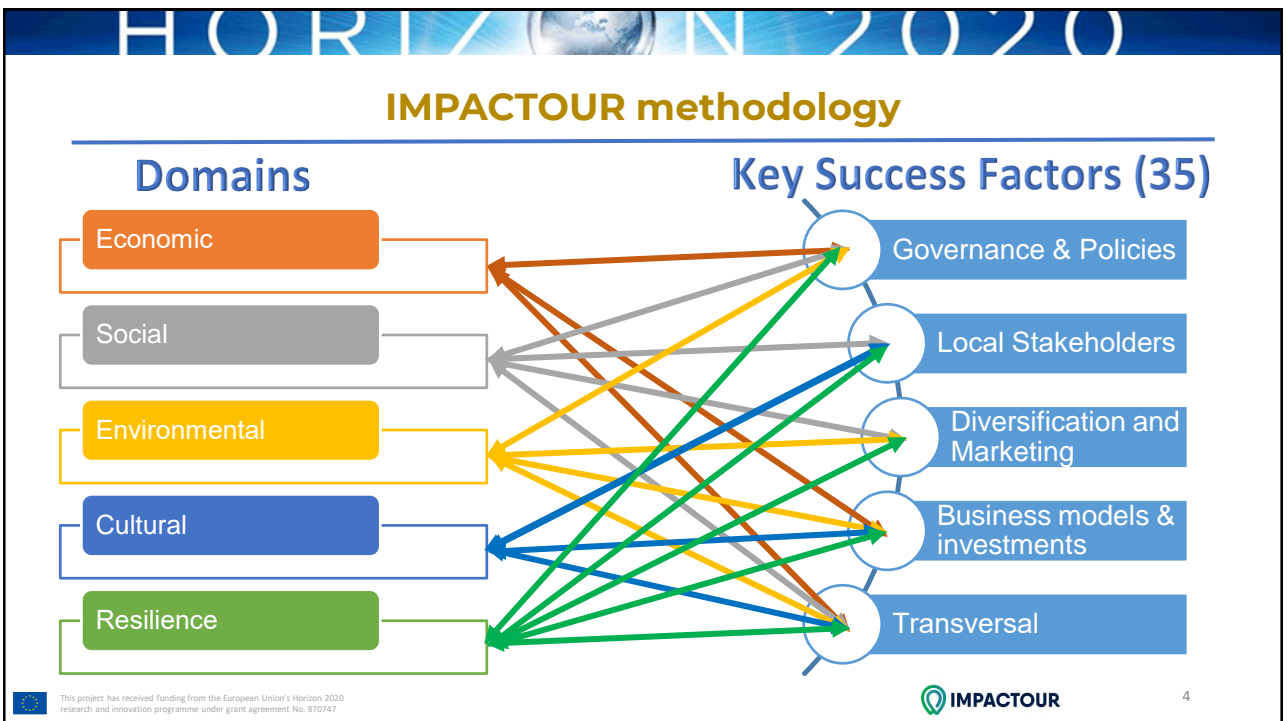 HORIZON 2020
IMPACTOUR methodology
Domains
Key Success Factors (35)
Economic
Social
Environmental
Cultural
Resilience
Governance & Policies
Local Stakeholders
Diversification and
Marketing
Business models &
investments
Transversal
This project has received funding from the European Union's Horizon 2020
research and innovation programme under grant agreement No. 870747
IMPACTOUR
4